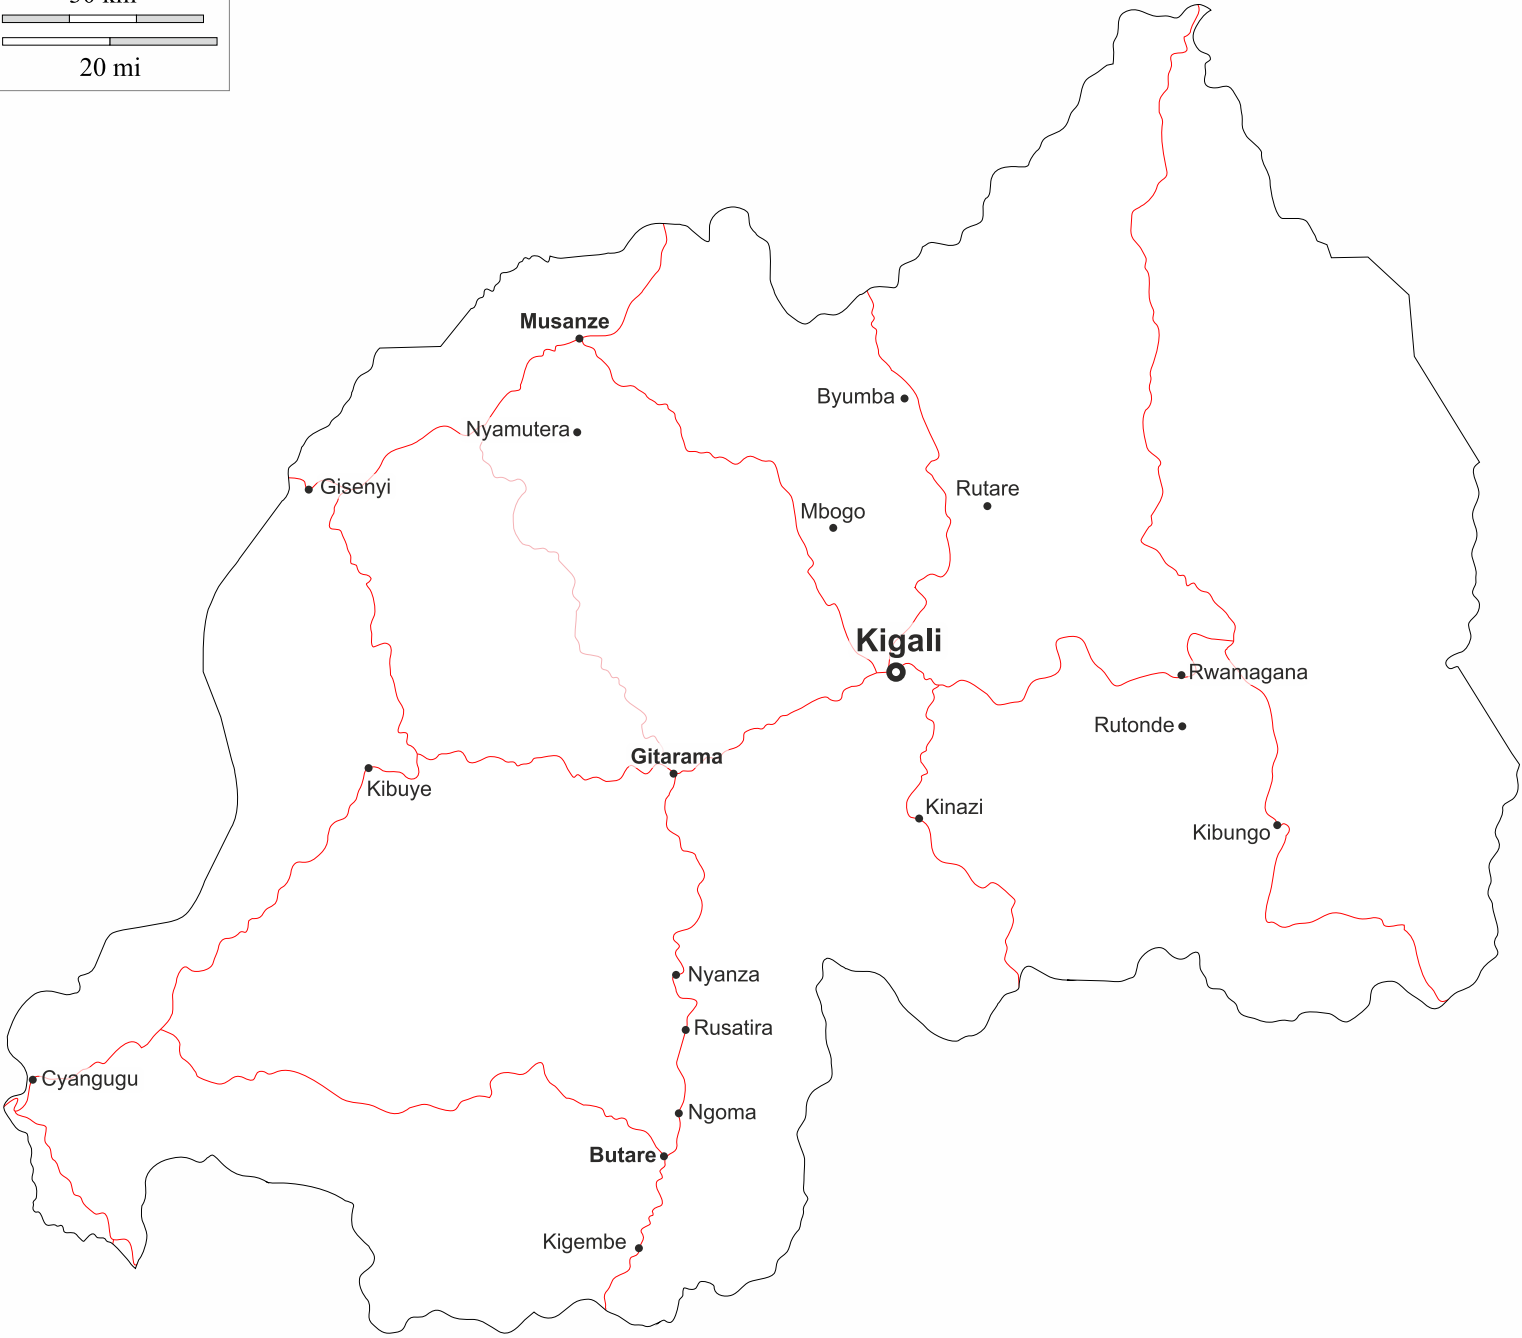 20 mi
Musanze
Byumba
Nyamutera
Gisenyi
Rutare
Mbogo
Kigali
Rwamagana
Rutonde
Gitarama
Kibuye
Kinazi
Kibungo
Nyanza
Rusatira
Cyangugu
Ngoma
Butare
Kigembe